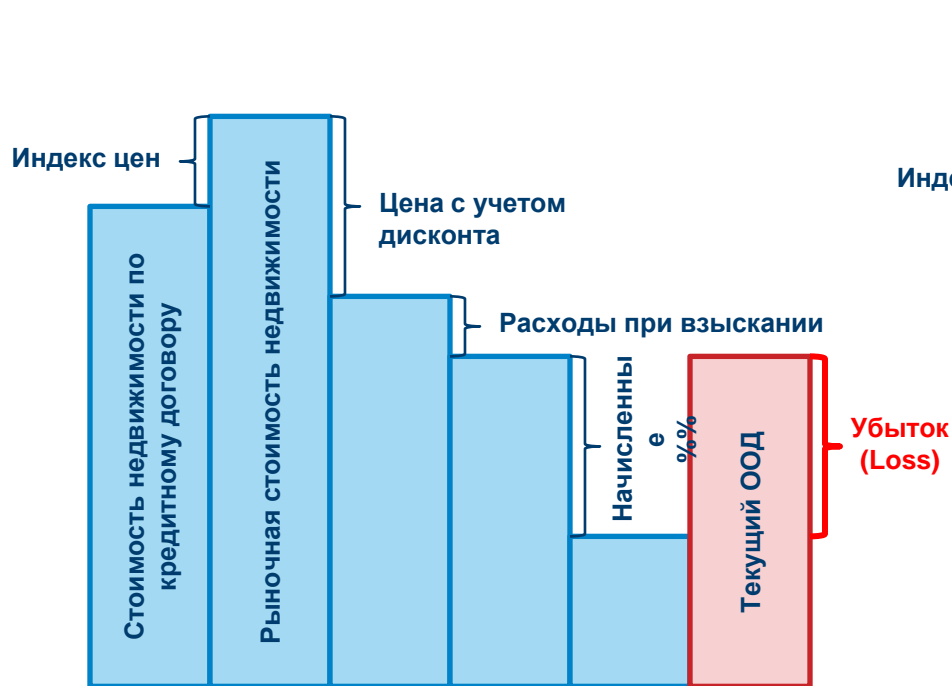 Индекс цен
Инде
Цена с учетом
дисконта
Расходы при взыскании
Стоимость недвижимости по
кредитному договору
Рыночная стоимость недвижимости
Начисленны
е
%%
Текущий ООД
Убыток
(Loss)